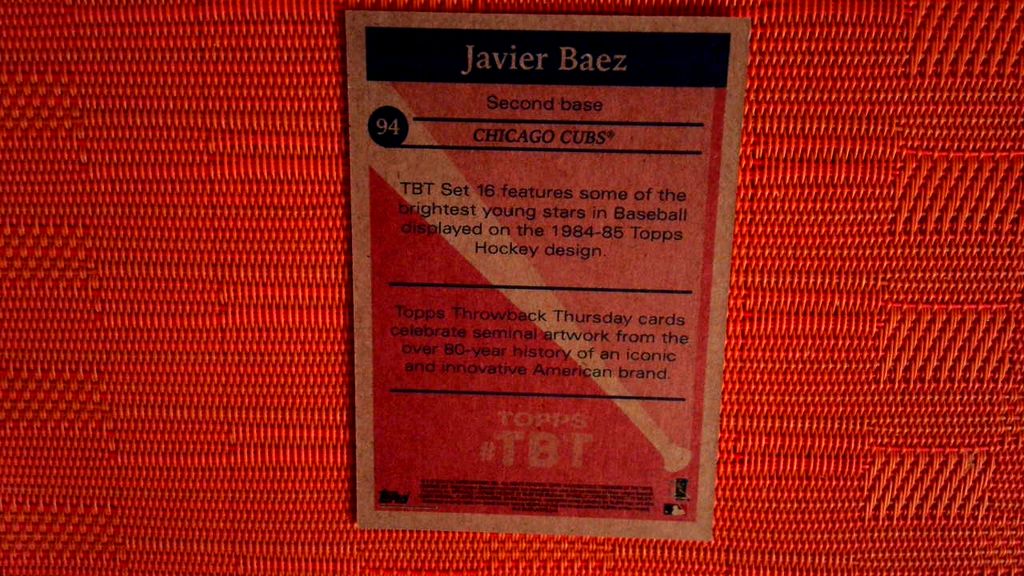 Javier Baez
Second base
94
CHICAGO CUBS®
TBT Set 16 features some of the
brightest young stars in Baseball
displayed on the 1984-85 Topps
Hockey design.
Topps Throwback Thursday cards
celebrate seminal artwork from the
over 80-year history of an iconic
and innovative American brand.
TOPPS
#TBT
Topps